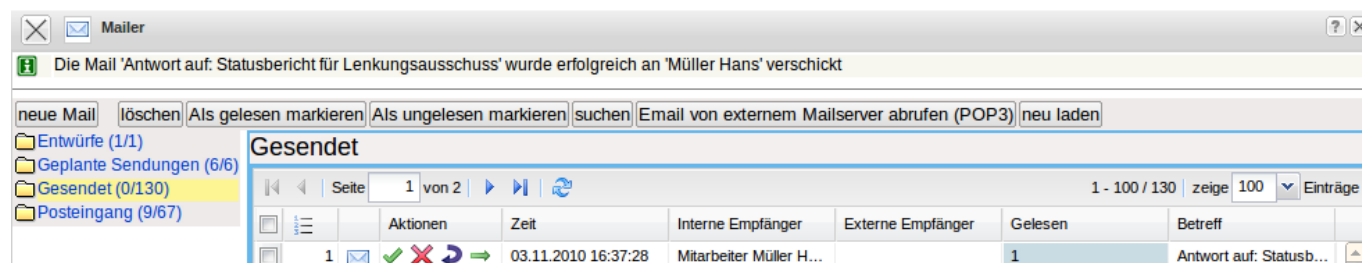 Mailer
Die Mail 'Antwort auf: Statusbericht für Lenkungsausschuss' wurde erfolgreich an 'Müller Hans' verschickt
neue Mail löschen Als gelesen markieren Als ungelesen markieren suchen Email von externem Mailserver abrufen (POP3) neu laden
Entwürfe (1/1)
Geplante Sendungen (6/6)
Gesendet (0/130)
Posteingang (9/67)
Gesendet
Seite 1 von 2 1 - 100 / 130 zeige 100 Einträge
Aktionen Zeit Interne Empfänger Externe Empfänger Gelesen Betreff
1 03.11.2010 16:37:28 Mitarbeiter Müller H... 1 Antwort auf: Statusb...